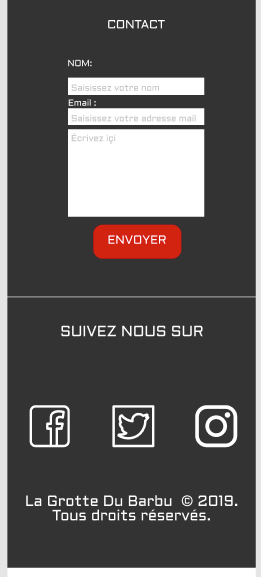 CONTACT
NOM:
Saisissez votre nom
Email :
Saisissez votre adresse mail
Ecrivez içi
ENVOYER
SUIVEZ NOUS SUR
La Grotte Du Barbu © 2019.
Tous droits réservés.